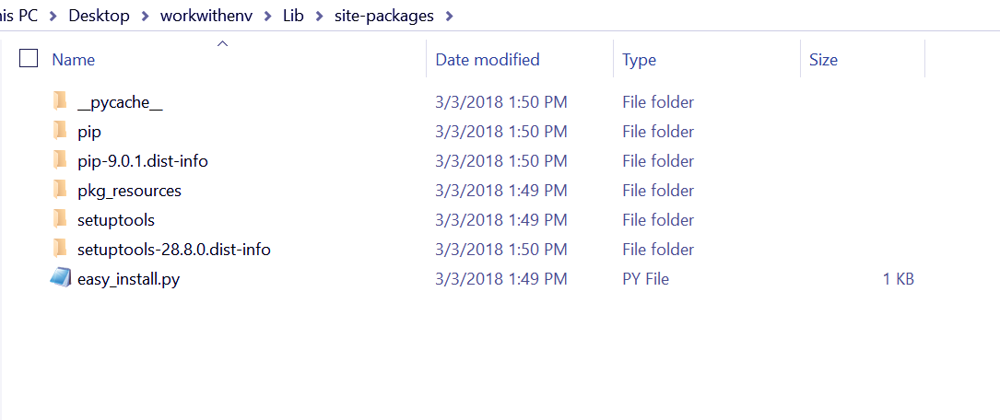 his PC > Desktop > workwithenv > Lib > site-packages >
Name Date modified Type Size
__pycache__ 3/3/2018 1:50 PM File folder
pip 3/3/2018 1:50 PM File folder
pip-9.0.1.dist-info 3/3/2018 1:50 PM File folder
pkg_resources 3/3/2018 1:49 PM File folder
setuptools 3/3/2018 1:49 PM File folder
setuptools-28.8.0.dist-info 3/3/2018 1:50 PM File folder
easy_install.py 3/3/2018 1:49 PM PY File 1 KB